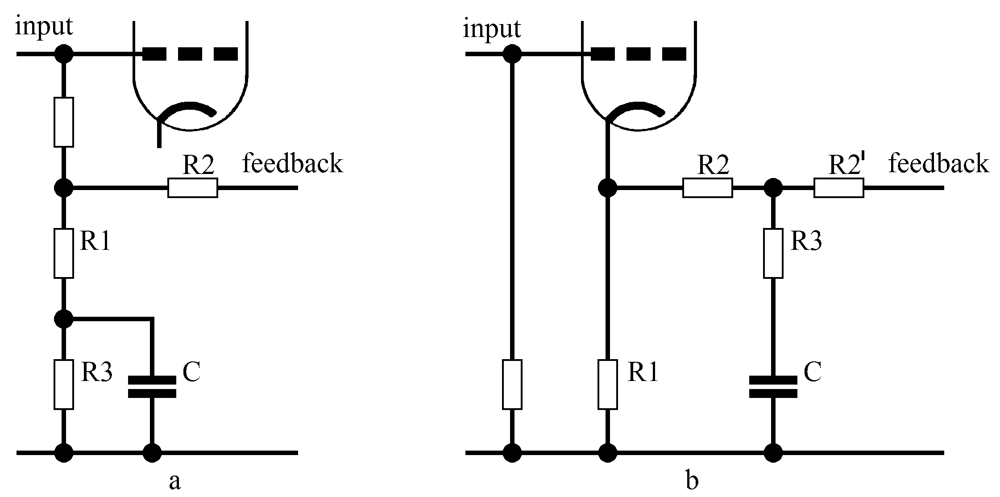 input
R2
feedback
R1
R3
C
a
input
R2
R2'
feedback
R3
R1
C
b